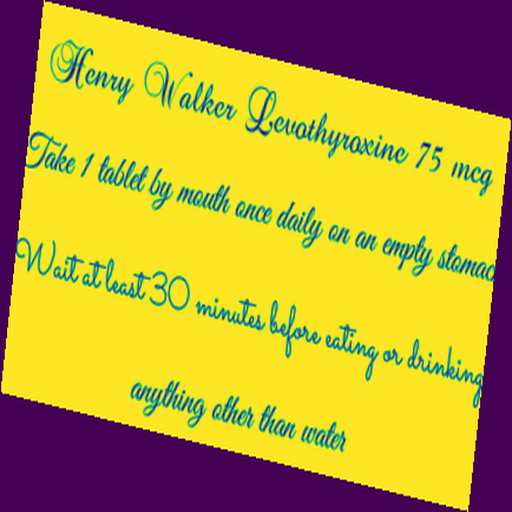 Henry Walker Levothyroxine 75 mcg
Take 1 tablet by mouth once daily on an empty stomac
Wait at least 30 minutes before eating or drinking
anything other than water